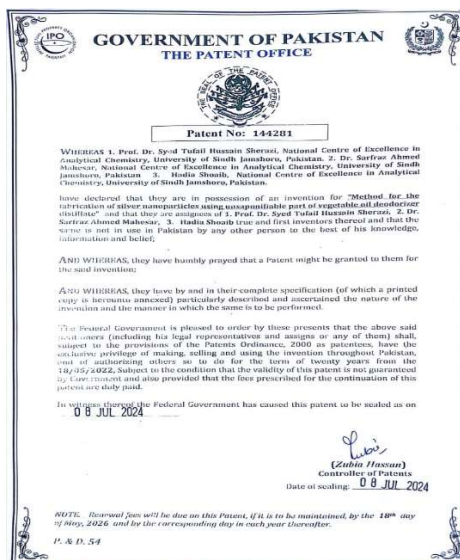 IPO
GOVERNMENT OF PAKISTAN
THE PATENT OFFICE
THE SEAL OF THE PATENT OFFICE
Patent No: 144281
WHEREAS 1. Prof. Dr. Syed Tufail Hussain Sherazi, National Centre of Excellence in
Analytical Chemistry, University of Sindh Jamshoro, Pakistan. 2. Dr. Sarfraz Ahmed
Mahesar, National Centre of Excellence in Analytical Chemistry, University of Sindh
Jamshoro, Pakistan 3. Hadia Shoaib, National Centre of Excellence in Analytical
Chemistry, University of Sindh Jamshoro, Pakistan.
have declared that they are in possession of an invention for "Method for the
fabrication of silver nanoparticles using unsaponifiable part of vegetable oil deodorizer
distillate" and that they are assignees of 1. Prof. Dr. Syed Tufail Hussain Sherazi, 2. Dr.
Sarfraz Ahmed Mahesar, 3. Hadia Shoaib true and first inventors thereof and that the
same is not in use in Pakistan by any other person to the best of his knowledge,
information and belief;
AND WHEREAS, they have humbly prayed that a Patent might be granted to them for
the said invention;
AND WHEREAS, they have by and in their complete specification (of which a printed
copy is hereunto annexed) particularly described and ascertained the nature of the
invention and the manner in which the same is to be performed.
The Federal Government is pleased to order by these presents that the above said
petitioners (including his legal representatives and assigns or any of them) shall,
subject to the provisions of the Patents Ordinance, 2000 as patentees, have the
exclusive privilege of making, selling and using the invention throughout Pakistan,
and of authorizing others so to do for the term of twenty years from the
18/05/2022, Subject to the condition that the validity of this patent is not guaranteed
by Government and also provided that the fees prescribed for the continuation of this
patent are duly paid.
In witness thereof the Federal Government has caused this patent to be sealed as on
08 JUL 2024
(Zubia Hassan)
Controller of Patents
Date of sealing: 08 JUL 2024
NOTE. Renewal fees will be due on this Patent, if it is to be maintained, by the 18th day
of May, 2026 and by the corresponding day in each year thereafter.
P. & D. 54